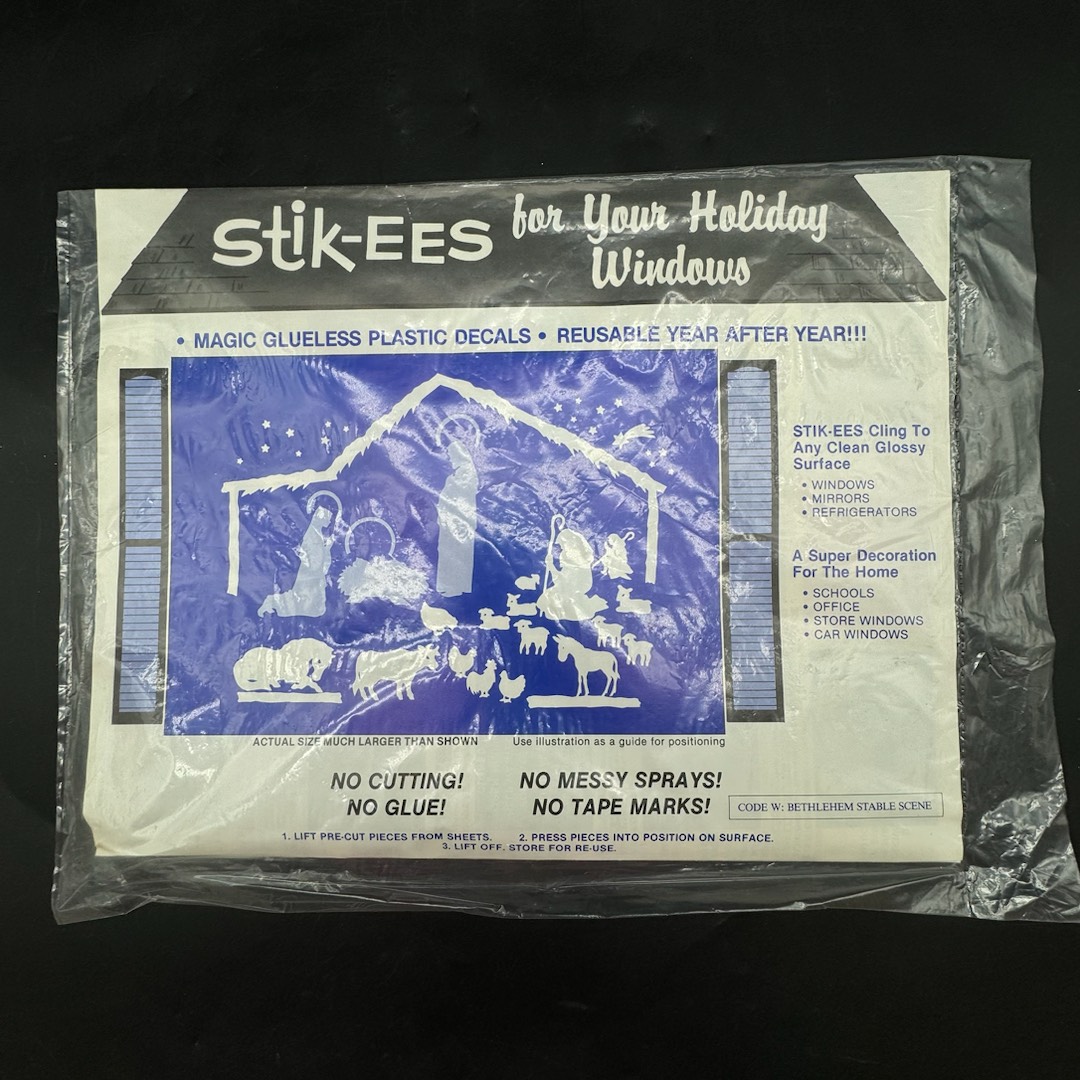 Stik-EES for Your Holiday
Windows
• MAGIC GLUELESS PLASTIC DECALS • REUSABLE YEAR AFTER YEAR!!!
STIK-EES Cling To
Any Clean Glossy
Surface
• WINDOWS
• MIRRORS
• REFRIGERATORS
A Super Decoration
For The Home
• SCHOOLS
• OFFICE
• STORE WINDOWS
• CAR WINDOWS
ACTUAL SIZE MUCH LARGER THAN SHOWN Use illustration as a guide for positioning
NO CUTTING! NO MESSY SPRAYS!
NO GLUE! NO TAPE MARKS!
CODE W: BETHLEHEM STABLE SCENE
1. LIFT PRE-CUT PIECES FROM SHEETS. 2. PRESS PIECES INTO POSITION ON SURFACE.
3. LIFT OFF. STORE FOR RE-USE.